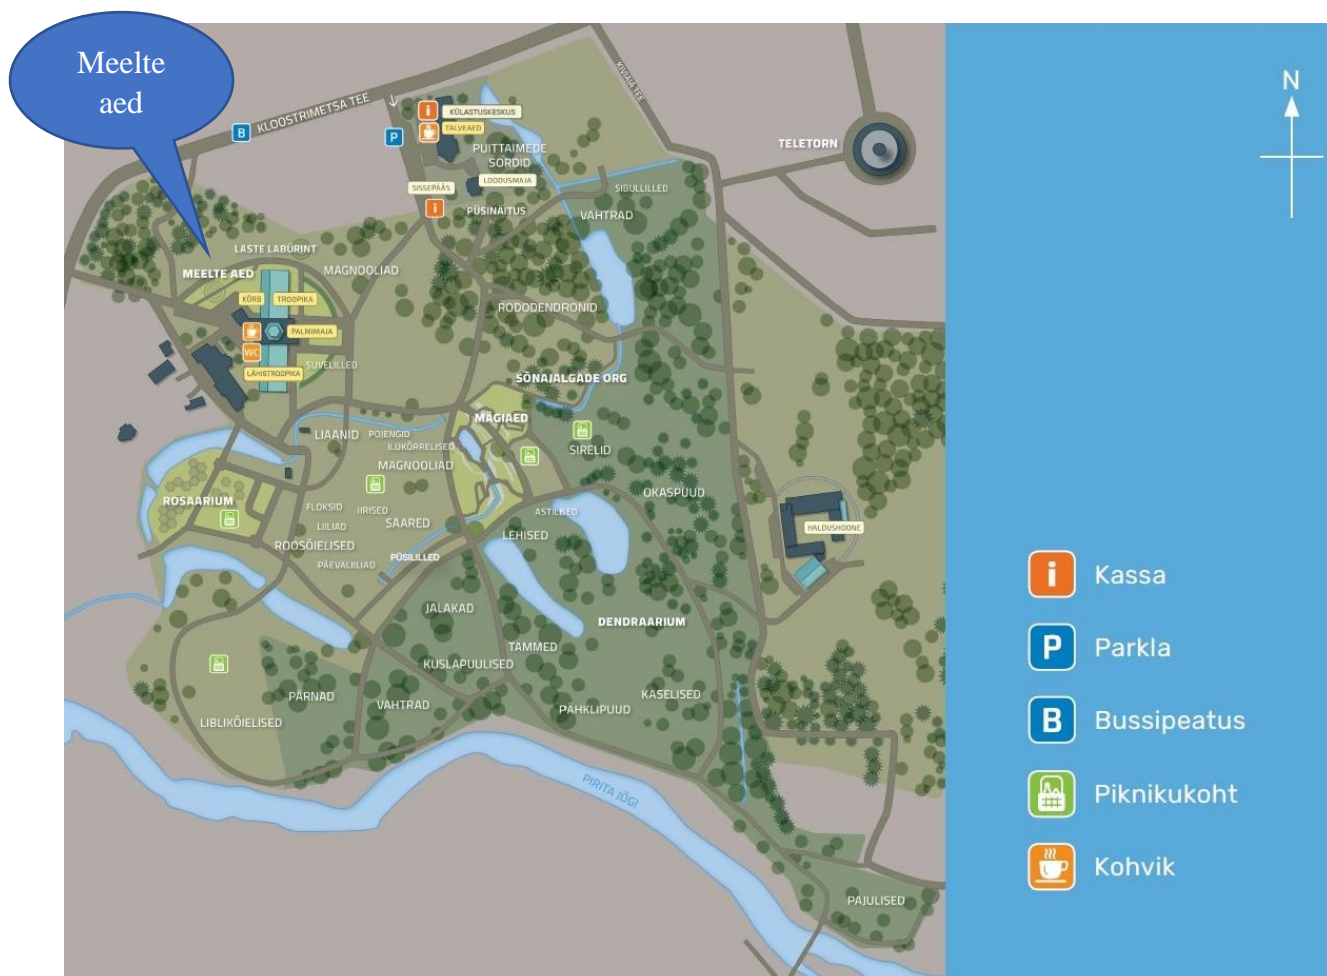 Meelte
aed
KLOOSTRIMETSA TEE
KIVIAIA TEE
B
P
i
KÜLASTUSKESKUS
TALVEAED
PUITTAIMEDE
SORDID
LOODUSMAJA
SISSEPÄÄS
i
PÜSINÄITUS
SIBULLILLED
VAHTRAD
TELETORN
N
LASTE LABÜRINT
MEELTE AED
MAGNOOLIAD
KÕRB
TROOPIKA
PALMIMAJA
WC
LÄHISTROOPIKA
SUVELILLED
RODODENDRONID
SÕNAJALGADE ORG
MÄGIAED
LIAANID
POJENGID
ILUKÕRRELISED
MAGNOOLIAD
SIRELID
OKASPUUD
ROSAARIUM
FLOKSID
IIRISED
LIILIAD
SAARED
ROOSÕIELISED
PÄEVALIILIAD
PÜSILILLED
ASTILBED
LEHISED
HALDUSHOONE
JALAKAD
DENDRAARIUM
TAMMED
KUSLAPUULISED
PÄRNAD
VAHTRAD
KASELISED
PÄHKLIPUUD
LIBLIKÕIELISED
PIRITA JÕGI
PAJULISED
i Kassa
P Parkla
B Bussipeatus
Piknikukoht
Kohvik